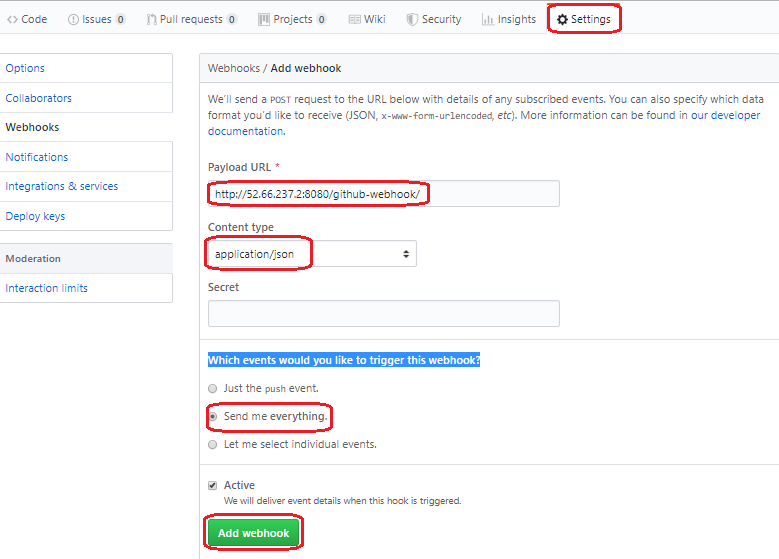 Code Issues 0 Pull requests 0 Projects 0 Wiki Security Insights Settings
Options
Collaborators
Webhooks
Notifications
Integrations & services
Deploy keys
Moderation
Interaction limits
Webhooks / Add webhook
We'll send a POST request to the URL below with details of any subscribed events. You can also specify which data
format you'd like to receive (JSON, x-www-form-urlencoded, etc). More information can be found in our developer
documentation.
Payload URL *
http://52.66.237.2:8080/github-webhook/
Content type
application/json
Secret
Which events would you like to trigger this webhook?
Just the push event.
Send me everything.
Let me select individual events.
Active
We will deliver event details when this hook is triggered.
Add webhook